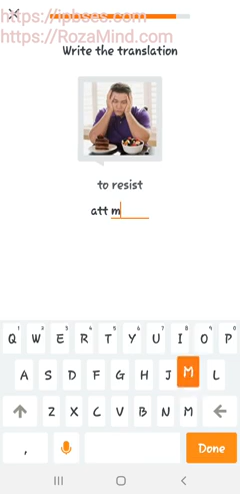 https://ipbses.com
https://RozaMind.com
Write the translation
to resist
att m
Q W E R T Y U I O P
A S D F G H J M L
Z X C V B N M
, Done